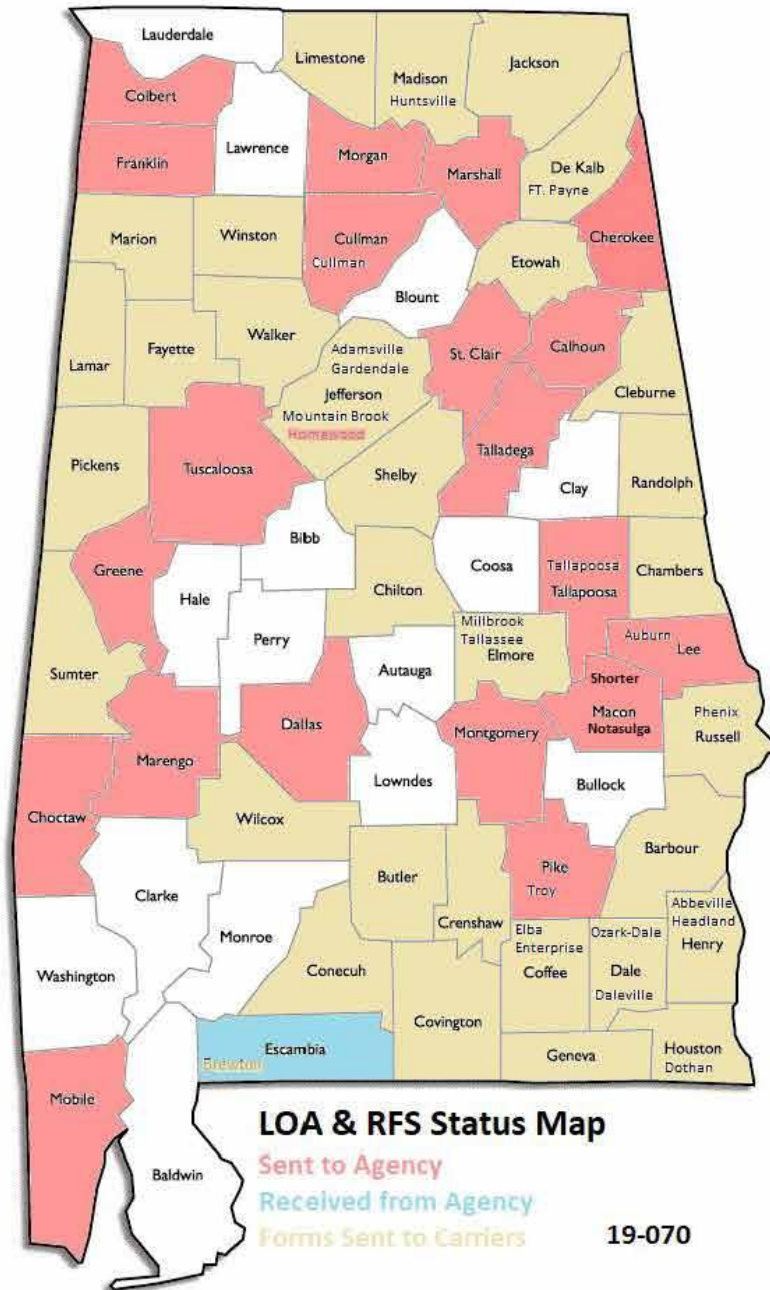 Lauderdale
Limestone
Madison
Huntsville
Jackson
Colbert
Franklin
Lawrence
Morgan
Marshall
De Kalb
FT. Payne
Cherokee
Marion
Winston
Cullman
Cullman
Blount
Etowah
Lamar
Fayette
Walker
Adamsville
Gardendale
Jefferson
Mountain Brook
Homewood
St. Clair
Calhoun
Cleburne
Pickens
Tuscaloosa
Shelby
Talladega
Clay
Randolph
Greene
Hale
Bibb
Perry
Chilton
Coosa
Tallapoosa
Tallapoosa
Chambers
Sumter
Marengo
Dallas
Autauga
Millbrook
Tallassee
Elmore
Auburn
Lee
Shorter
Macon
Notasulga
Phenix
Russell
Montgomery
Lowndes
Bullock
Choctaw
Wilcox
Clarke
Butler
Crenshaw
Pike
Troy
Barbour
Washington
Monroe
Conecuh
Covington
Elba
Enterprise
Coffee
Ozark-Dale
Dale
Daleville
Abbeville
Headland
Henry
Escambia
Brewton
Geneva
Houston
Dothan
Mobile
Baldwin
LOA & RFS Status Map
Sent to Agency
Received from Agency
Forms Sent to Carriers
19-070